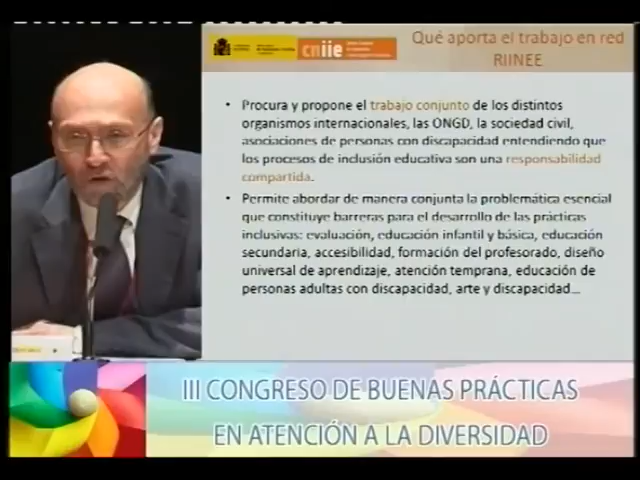 cniie
Qué aporta el trabajo en red
RIINEE
• Procura y propone el trabajo conjunto de los distintos
organismos internacionales, las ONGD, la sociedad civil,
asociaciones de personas con discapacidad entendiendo que
los procesos de inclusión educativa son una responsabilidad
compartida.
• Permite abordar de manera conjunta la problemática esencial
que constituye barreras para el desarrollo de las prácticas
inclusivas: evaluación, educación infantil y básica, educación
secundaria, accesibilidad, formación del profesorado, diseño
universal de aprendizaje, atención temprana, educación de
personas adultas con discapacidad, arte y discapacidad...
III CONGRESO DE BUENAS PRÁCTICAS
EN ATENCIÓN A LA DIVERSIDAD